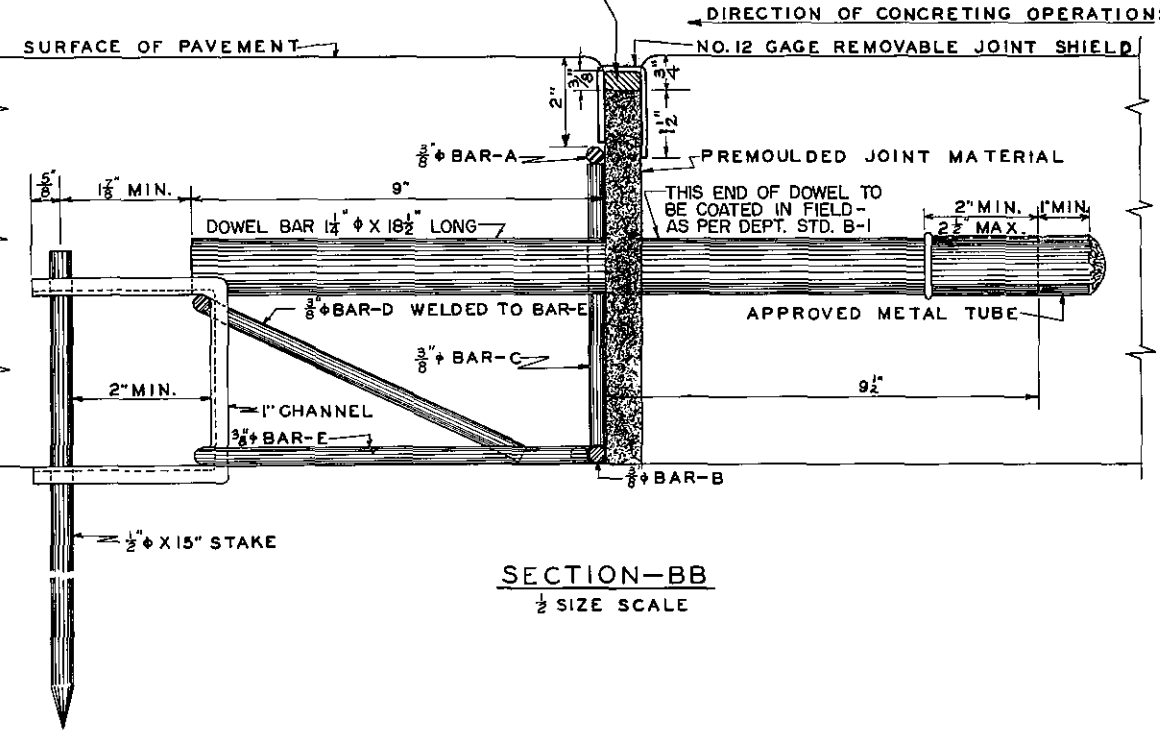 DIRECTION OF CONCRETING OPERATION
SURFACE OF PAVEMENT
NO. 12 GAGE REMOVABLE JOINT SHIELD
3/8"
3/4"
2"
1 1/2"
3/8" φ BAR-A
PREMOULDED JOINT MATERIAL
5/8"
1 7/8" MIN.
9"
THIS END OF DOWEL TO
BE COATED IN FIELD-
AS PER DEPT. STD. B-1
2" MIN.
1" MIN.
2 1/2" MAX.
DOWEL BAR 1 1/4" φ X 18 1/2" LONG
3/8" φ BAR-D WELDED TO BAR-E
APPROVED METAL TUBE
3/8" φ BAR-C
2" MIN.
9 1/2"
1" CHANNEL
3/8" φ BAR-E
3/8" φ BAR-B
1/2" φ X 15" STAKE
SECTION-BB
1/2 SIZE SCALE